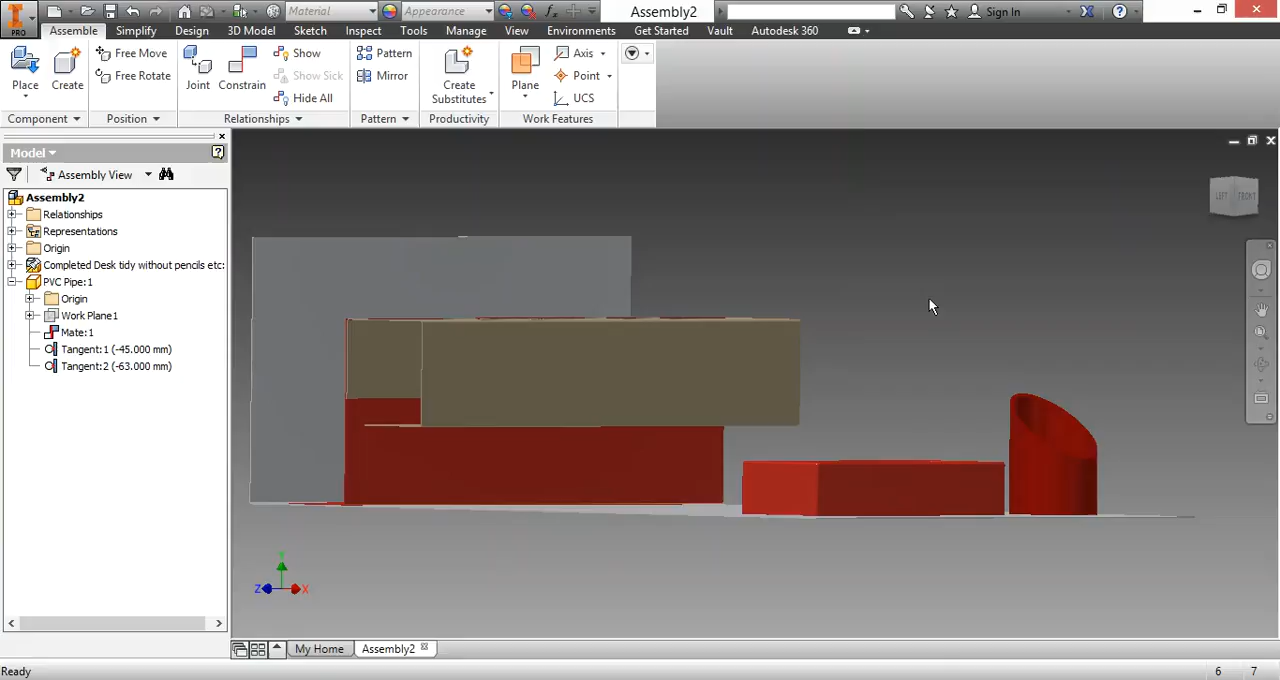 Material
Appearance
Assembly2
Sign In
PRO
Assemble Simplify Design 3D Model Sketch Inspect Tools Manage View Environments Get Started Vault Autodesk 360
Place
Create
Free Move
Free Rotate
Joint
Constrain
Show
Show Sick
Hide All
Pattern
Mirror
Create
Substitutes
Plane
Axis
Point
UCS
Component Position Relationships Pattern Productivity Work Features
Model
Assembly View
Assembly2
Relationships
Representations
Origin
Completed Desk tidy without pencils etc:
PVC Pipe:1
Origin
Work Plane1
Mate:1
Tangent:1 (-45.000 mm)
Tangent:2 (-63.000 mm)
LEFT FRONT
Y
Z X
My Home Assembly2
Ready 6 7